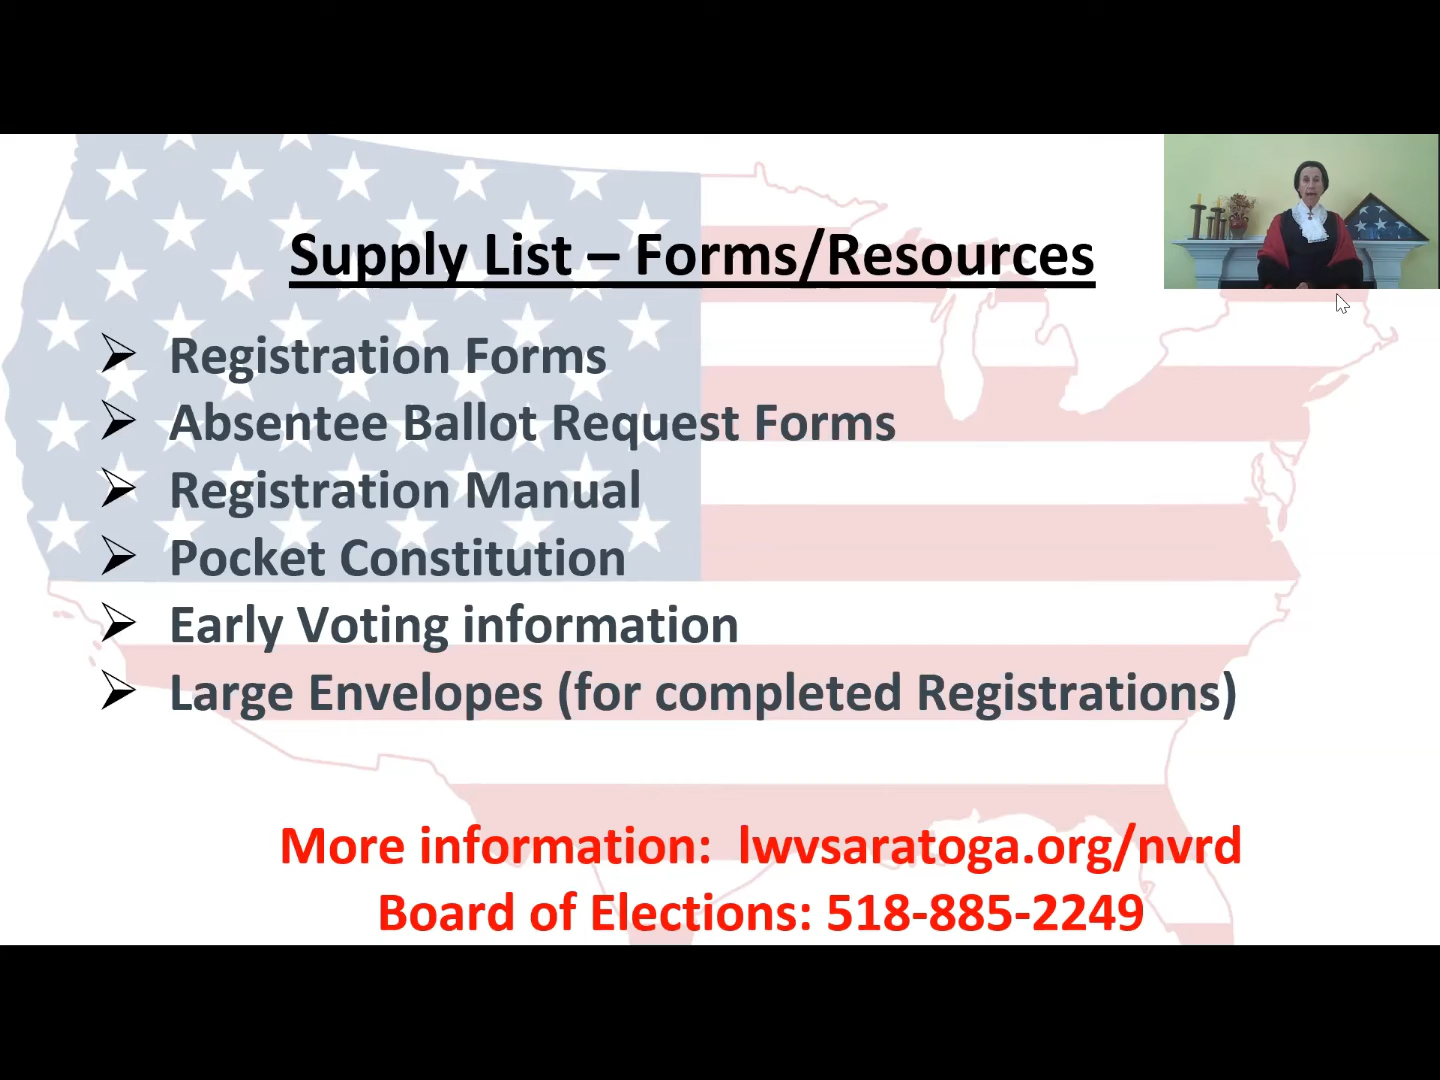 Supply List – Forms/Resources
Registration Forms
Absentee Ballot Request Forms
Registration Manual
Pocket Constitution
Early Voting information
Large Envelopes (for completed Registrations)
More information: lwvsaratoga.org/nvrd
Board of Elections: 518-885-2249